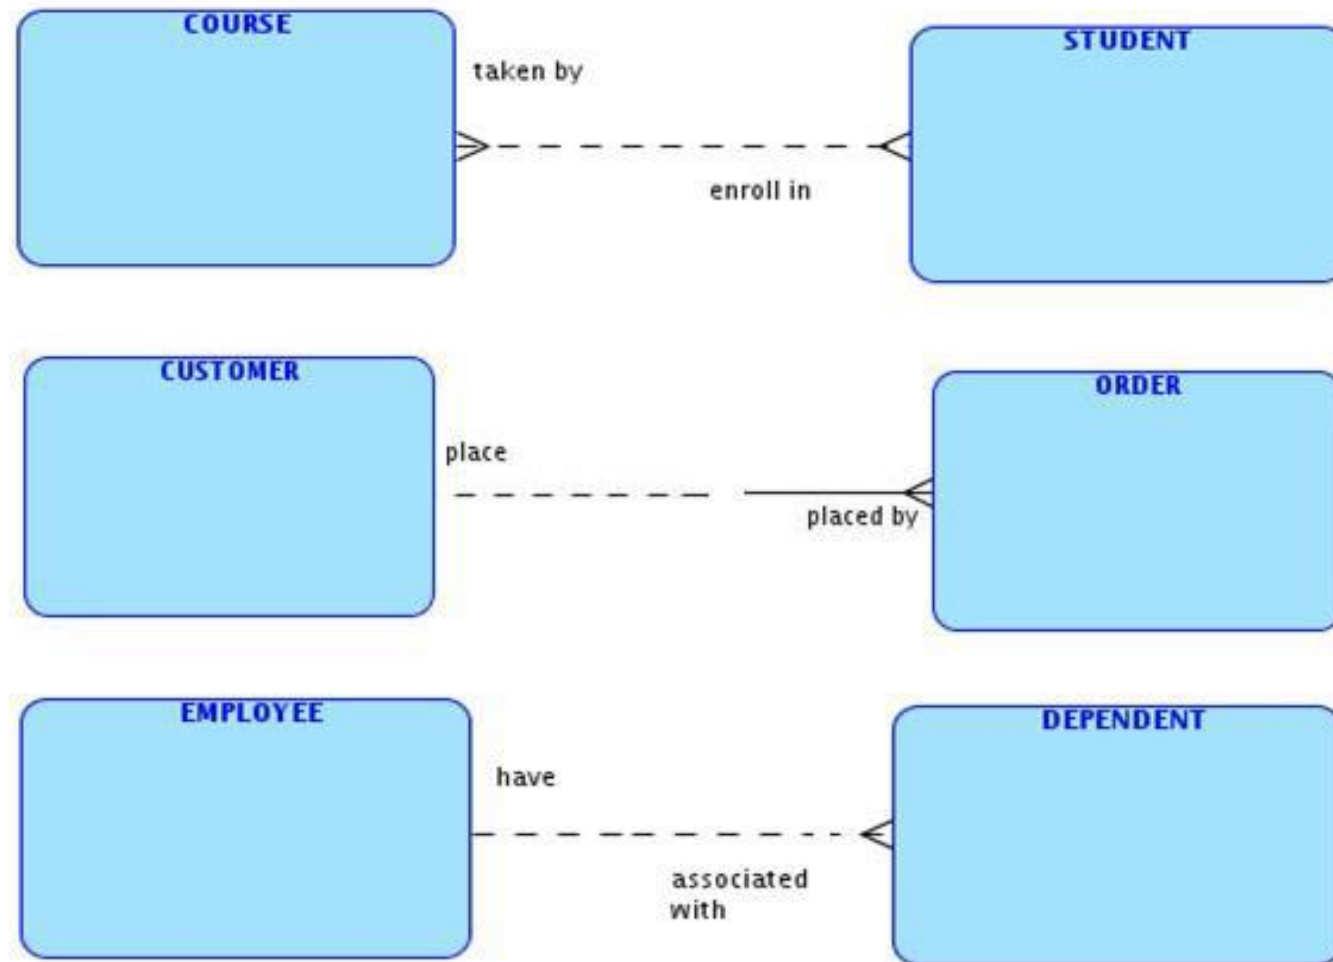 COURSE
STUDENT
taken by
enroll in
CUSTOMER
ORDER
place
placed by
EMPLOYEE
DEPENDENT
have
associated
with